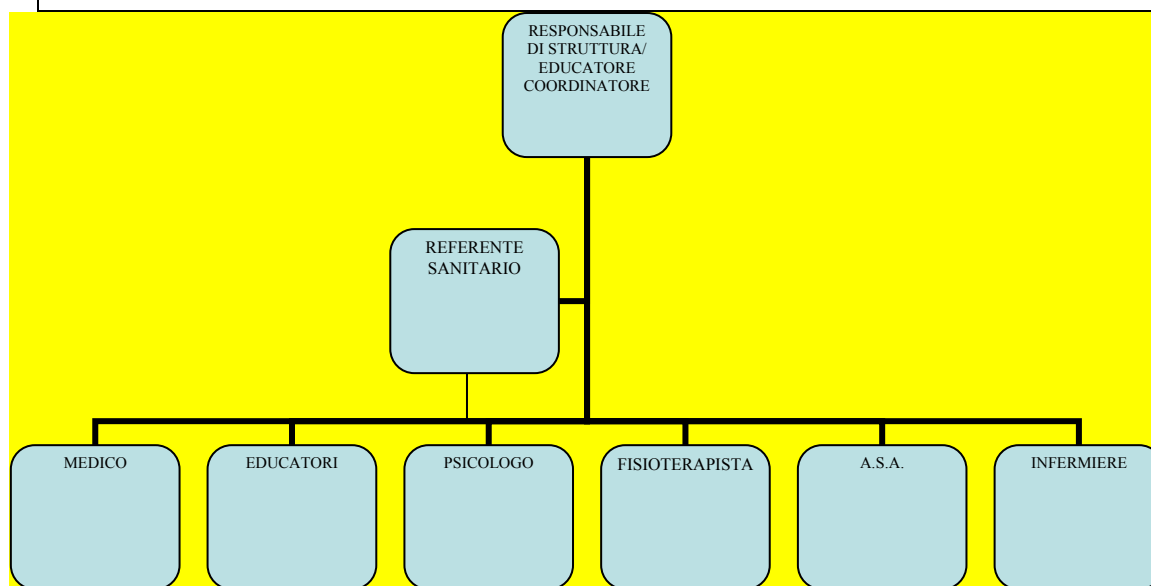 RESPONSABILE
DI STRUTTURA/
EDUCATORE
COORDINATORE
REFERENTE
SANITARIO
MEDICO
EDUCATORI
PSICOLOGO
FISIOTERAPISTA
A.S.A.
INFERMIERE